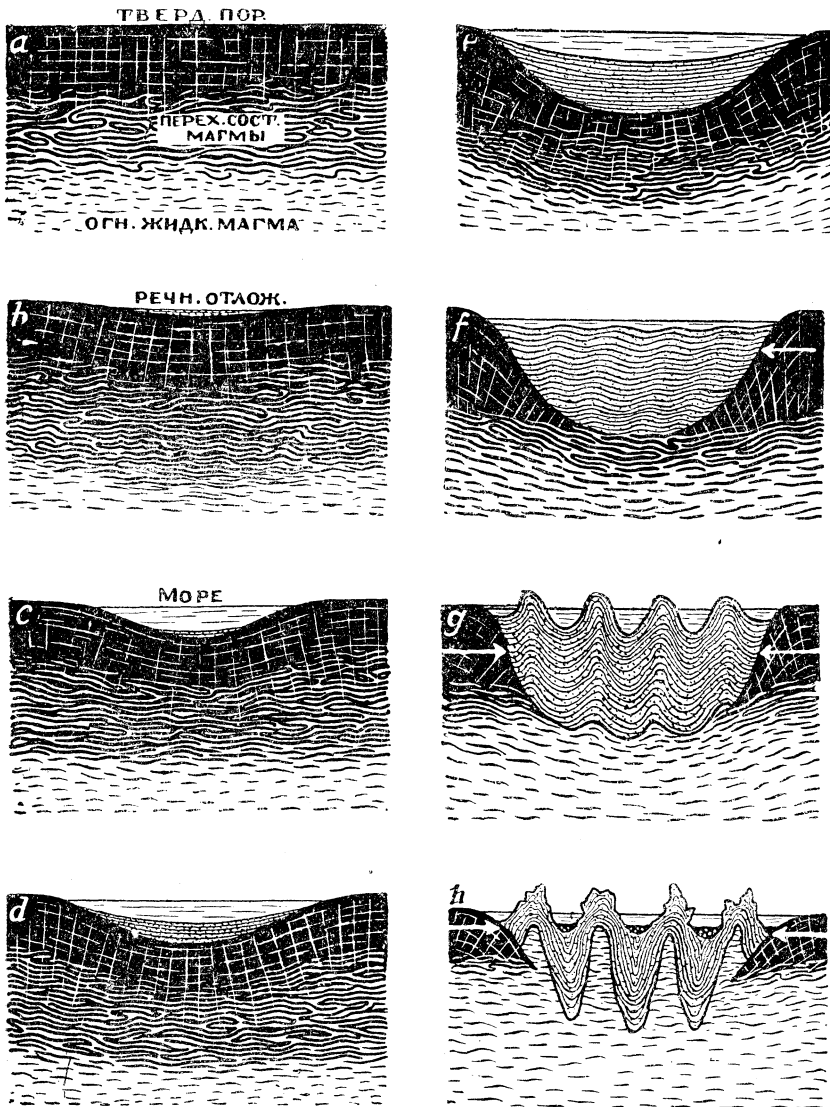 ТВЕРД. ПОР.
a
ПЕРЕХ. СОСТ.
МАГМЫ
ОГН. ЖИДК. МАГМА
b
РЕЧН. ОТЛОЖ.
c
МОРЕ
d
e
f
g
h